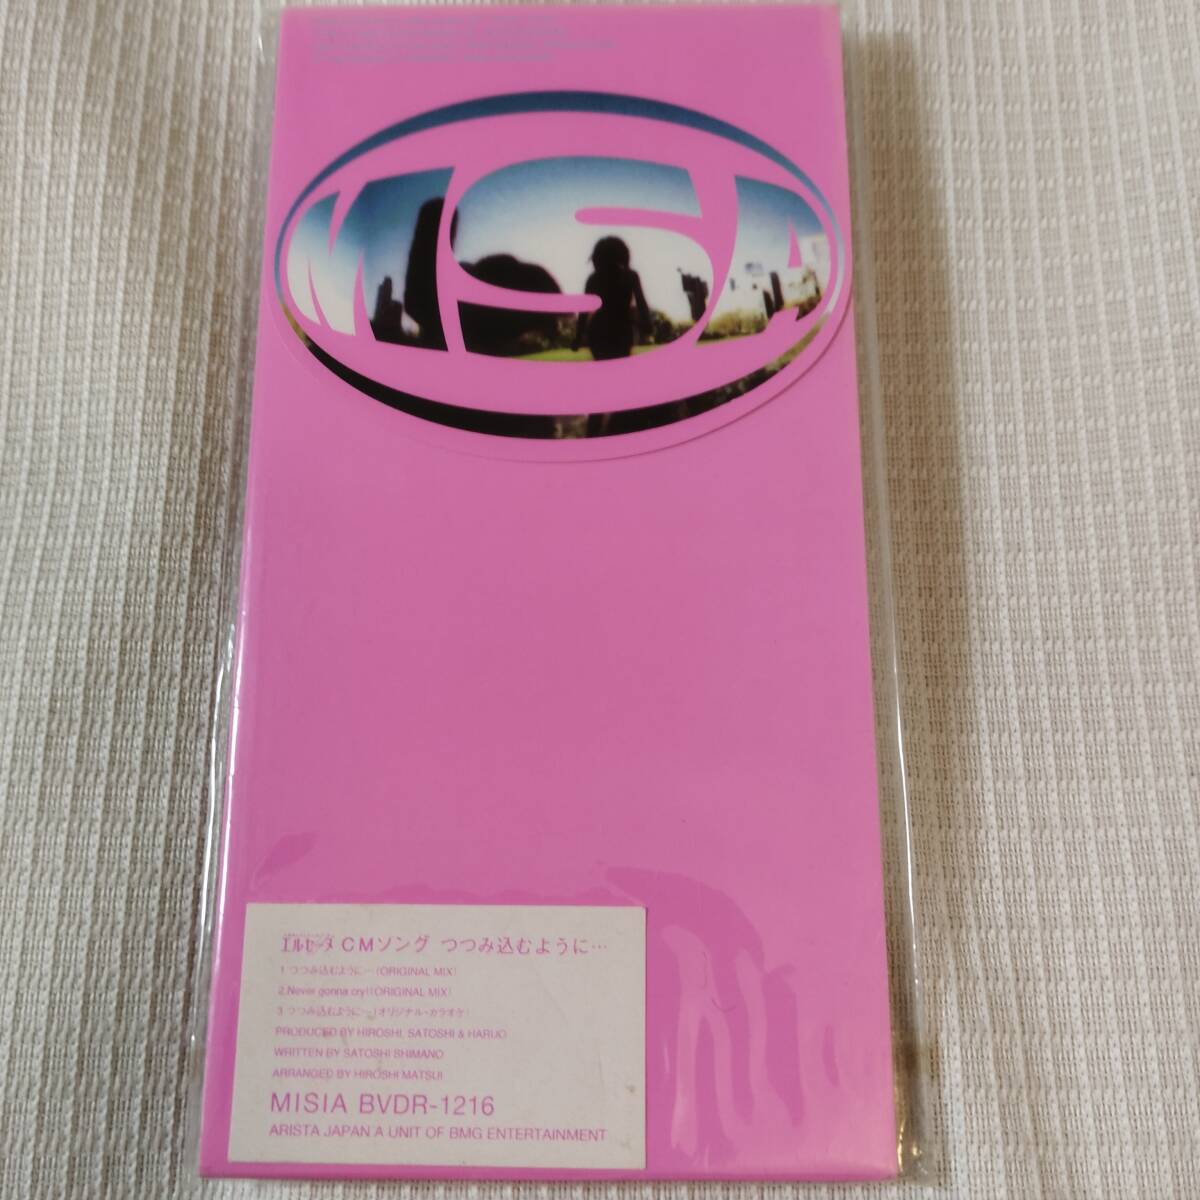 MISIA
エルセーヌ CMソング つつみ込むように…
1.つつみ込むように…(ORIGINAL MIX)
2.Never gonna cry!(ORIGINAL MIX)
3.つつみ込むように…(オリジナル・カラオケ)
PRODUCED BY HIROSHI, SATOSHI & HARUO
WRITTEN BY SATOSHI SHIMANO
ARRANGED BY HIROSHI MATSUI
MISIA BVDR-1216
ARISTA JAPAN A UNIT OF BMG ENTERTAINMENT